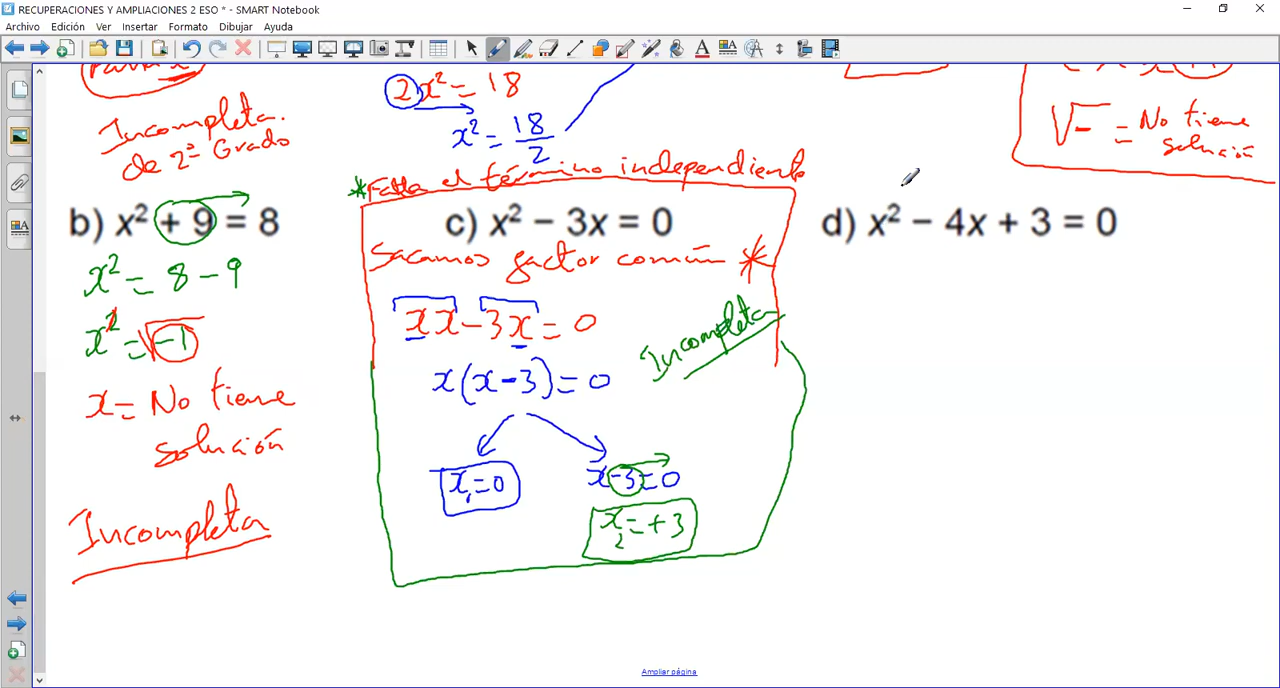 RECUPERACIONES Y AMPLIACIONES 2 ESO * - SMART Notebook
Archivo Edición Ver Insertar Formato Dibujar Ayuda
Incompleta.
de 2º Grado
2x² = 18
x² = 18/2
√- = No tiene
solución
* Falta el término independiente
b) x² + 9 = 8
x² = 8 - 9
x² = √-1
x = No tiene
solución
Incompleta
c) x² - 3x = 0
Sacamos factor común *
x x - 3x = 0
x(x - 3) = 0
Incompleta
x₁ = 0
x - 3 = 0
x₂ = +3
d) x² - 4x + 3 = 0
Ampliar página